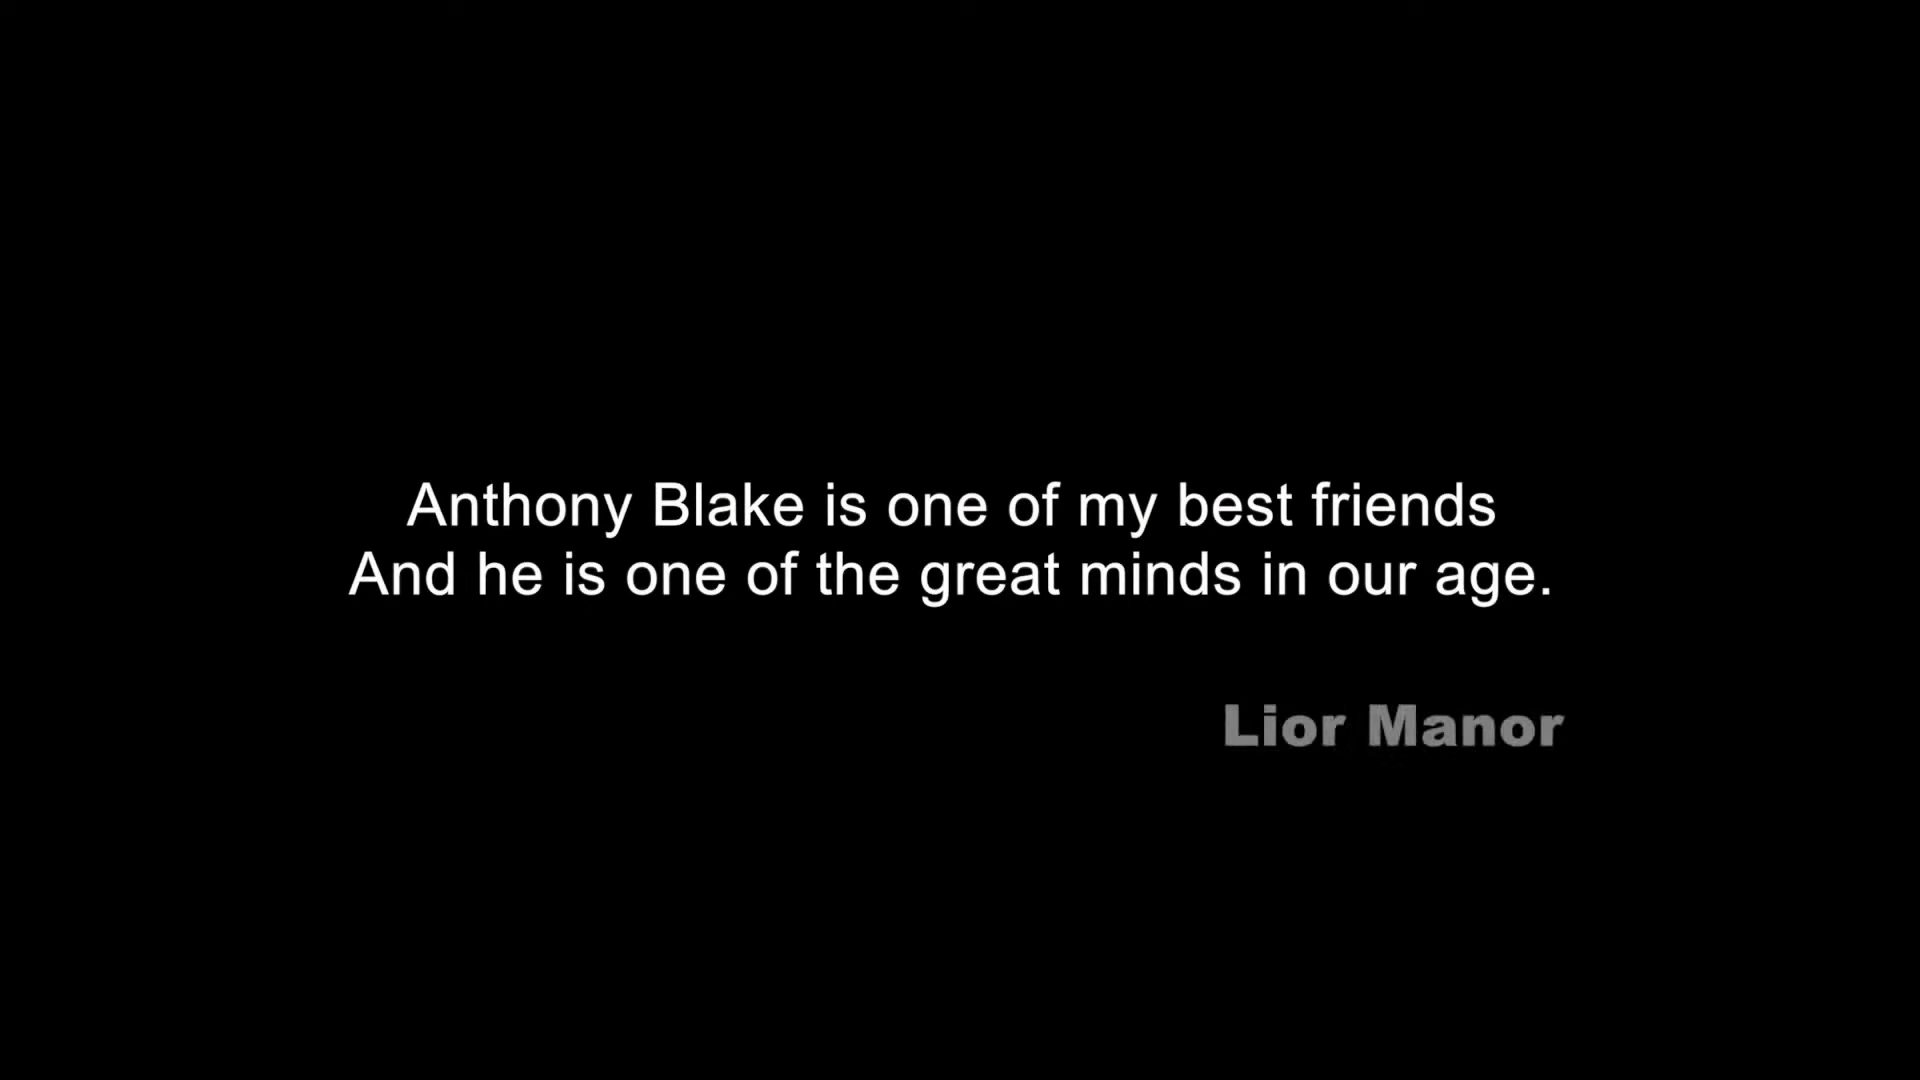 Anthony Blake is one of my best friends
And he is one of the great minds in our age.
Lior Manor